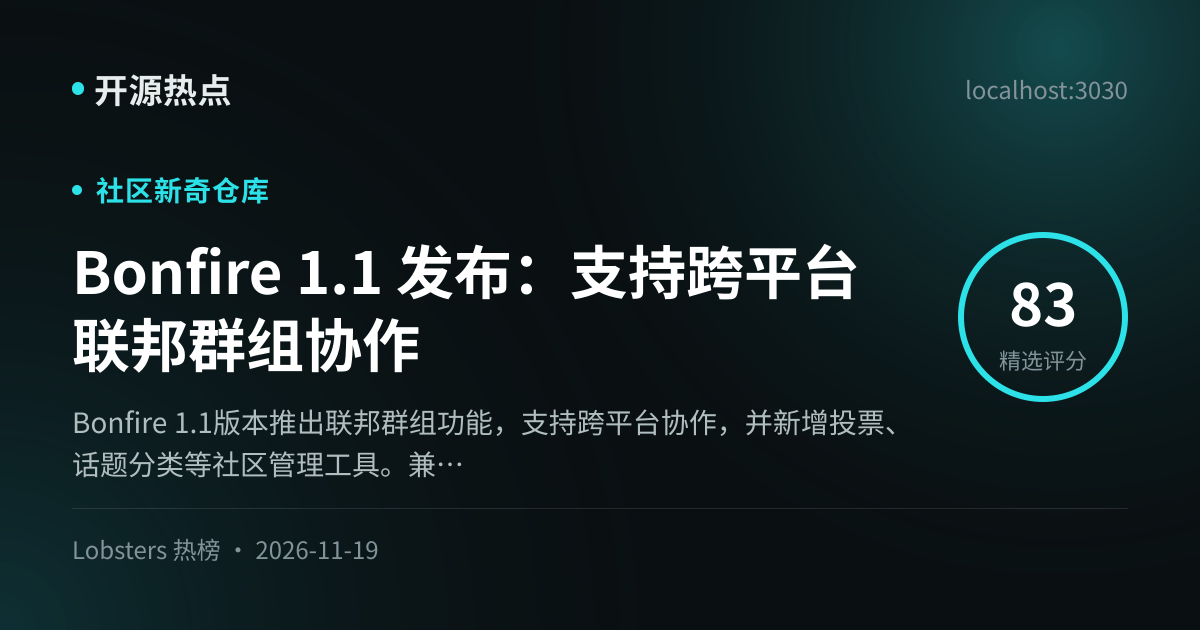 开源热点
localhost:3030
社区新奇仓库
Bonfire 1.1 发布：支持跨平台
联邦群组协作
83
精选评分
Bonfire 1.1版本推出联邦群组功能，支持跨平台协作，并新增投票、
话题分类等社区管理工具。兼…
Lobsters 热榜 · 2026-11-19